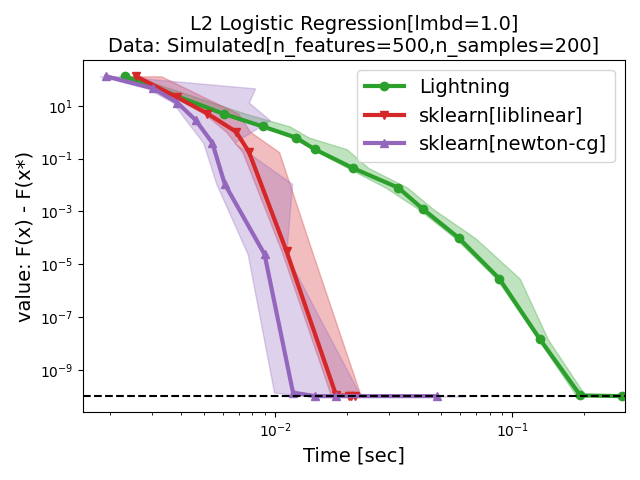 L2 Logistic Regression[lmbd=1.0]
Data: Simulated[n_features=500,n_samples=200]
Lightning
sklearn[liblinear]
sklearn[newton-cg]
value: F(x) - F(x*)
10¹
10⁻¹
10⁻³
10⁻⁵
10⁻⁷
10⁻⁹
10⁻²
10⁻¹
Time [sec]